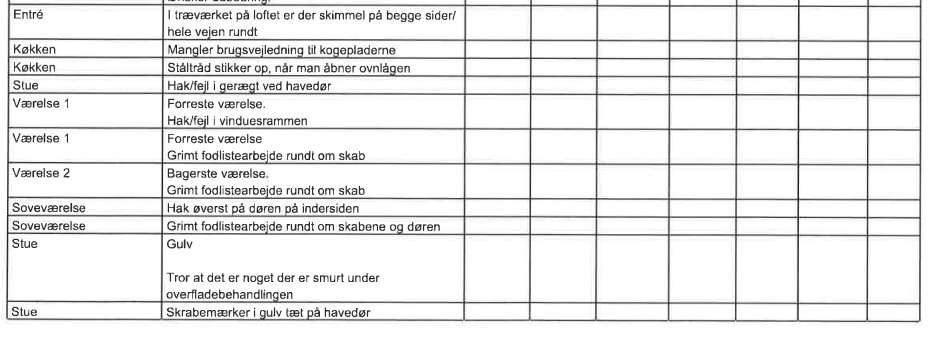 Entré
I træværket på loftet er der skimmel på begge sider/
hele vejen rundt
Køkken
Mangler brugsvejledning til kogepladerne
Køkken
Ståltråd stikker op, når man åbner ovnlågen
Stue
Hak/fejl i gerægt ved havedør
Værelse 1
Forreste værelse.
Hak/fejl i vinduesrammen
Værelse 1
Forreste værelse
Grimt fodlistearbejde rundt om skab
Værelse 2
Bagerste værelse.
Grimt fodlistearbejde rundt om skab
Soveværelse
Hak øverst på døren på indersiden
Soveværelse
Grimt fodlistearbejde rundt om skabene og døren
Stue
Gulv
Tror at det er noget der er smurt under
overfladebehandlingen
Stue
Skrabemærker i gulv tæt på havedør